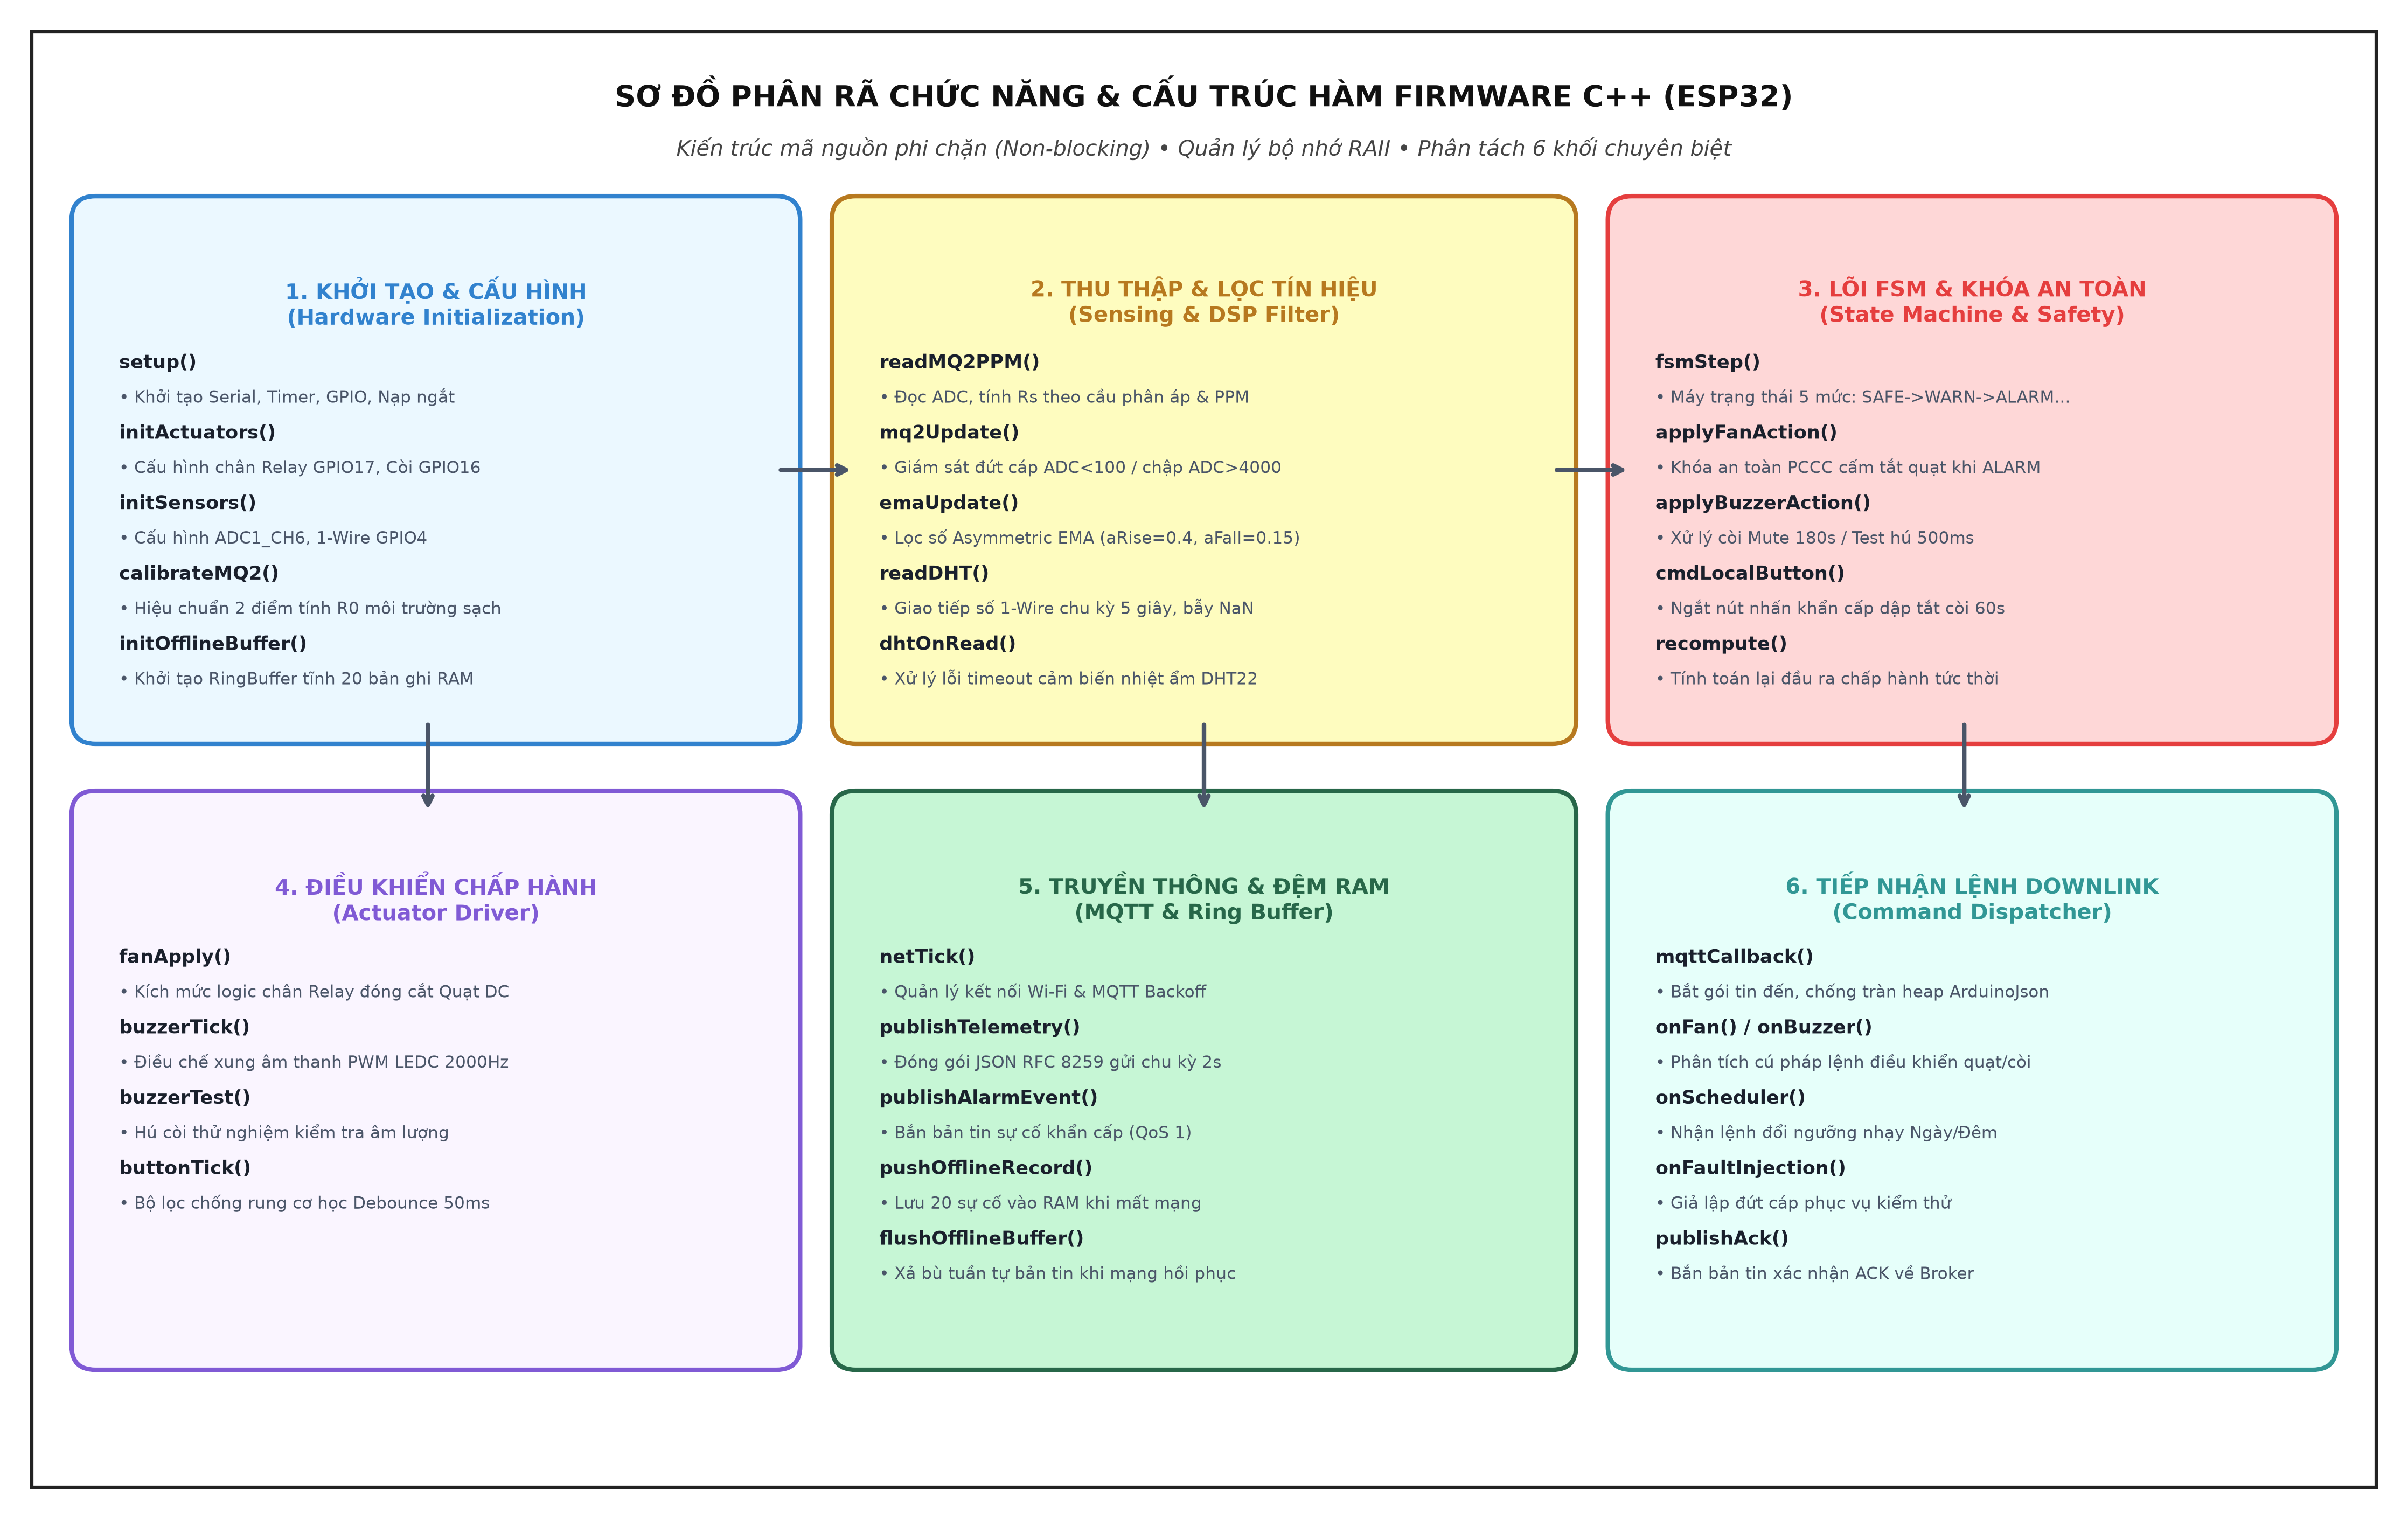 SƠ ĐỒ PHÂN RÃ CHỨC NĂNG & CẤU TRÚC HÀM FIRMWARE C++ (ESP32)
Kiến trúc mã nguồn phi chặn (Non-blocking) • Quản lý bộ nhớ RAII • Phân tách 6 khối chuyên biệt
1. KHỞI TẠO & CẤU HÌNH
(Hardware Initialization)
setup()
• Khởi tạo Serial, Timer, GPIO, Nạp ngắt
initActuators()
• Cấu hình chân Relay GPIO17, Còi GPIO16
initSensors()
• Cấu hình ADC1_CH6, 1-Wire GPIO4
calibrateMQ2()
• Hiệu chuẩn 2 điểm tính R0 môi trường sạch
initOfflineBuffer()
• Khởi tạo RingBuffer tĩnh 20 bản ghi RAM
2. THU THẬP & LỌC TÍN HIỆU
(Sensing & DSP Filter)
readMQ2PPM()
• Đọc ADC, tính Rs theo cầu phân áp & PPM
mq2Update()
• Giám sát đứt cáp ADC<100 / chập ADC>4000
emaUpdate()
• Lọc số Asymmetric EMA (aRise=0.4, aFall=0.15)
readDHT()
• Giao tiếp số 1-Wire chu kỳ 5 giây, bẫy NaN
dhtOnRead()
• Xử lý lỗi timeout cảm biến nhiệt ẩm DHT22
3. LÕI FSM & KHÓA AN TOÀN
(State Machine & Safety)
fsmStep()
• Máy trạng thái 5 mức: SAFE->WARN->ALARM...
applyFanAction()
• Khóa an toàn PCCC cấm tắt quạt khi ALARM
applyBuzzerAction()
• Xử lý còi Mute 180s / Test hú 500ms
cmdLocalButton()
• Ngắt nút nhấn khẩn cấp dập tắt còi 60s
recompute()
• Tính toán lại đầu ra chấp hành tức thời
4. ĐIỀU KHIỂN CHẤP HÀNH
(Actuator Driver)
fanApply()
• Kích mức logic chân Relay đóng cắt Quạt DC
buzzerTick()
• Điều chế xung âm thanh PWM LEDC 2000Hz
buzzerTest()
• Hú còi thử nghiệm kiểm tra âm lượng
buttonTick()
• Bộ lọc chống rung cơ học Debounce 50ms
5. TRUYỀN THÔNG & ĐỆM RAM
(MQTT & Ring Buffer)
netTick()
• Quản lý kết nối Wi-Fi & MQTT Backoff
publishTelemetry()
• Đóng gói JSON RFC 8259 gửi chu kỳ 2s
publishAlarmEvent()
• Bắn bản tin sự cố khẩn cấp (QoS 1)
pushOfflineRecord()
• Lưu 20 sự cố vào RAM khi mất mạng
flushOfflineBuffer()
• Xả bù tuần tự bản tin khi mạng hồi phục
6. TIẾP NHẬN LỆNH DOWNLINK
(Command Dispatcher)
mqttCallback()
• Bắt gói tin đến, chống tràn heap ArduinoJson
onFan() / onBuzzer()
• Phân tích cú pháp lệnh điều khiển quạt/còi
onScheduler()
• Nhận lệnh đổi ngưỡng nhạy Ngày/Đêm
onFaultInjection()
• Giả lập đứt cáp phục vụ kiểm thử
publishAck()
• Bắn bản tin xác nhận ACK về Broker